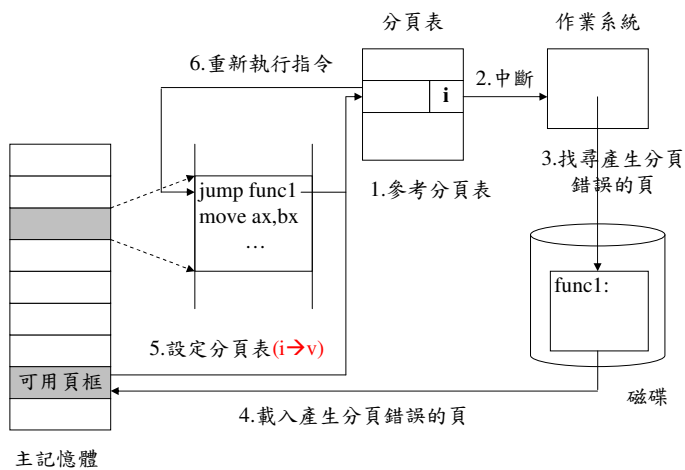 分頁表
作業系統
6.重新執行指令
i
2.中斷
3.找尋產生分頁
錯誤的頁
jump func1
move ax,bx
…
1.參考分頁表
func1:
5.設定分頁表(i→v)
可用頁框
磁碟
4.載入產生分頁錯誤的頁
主記憶體